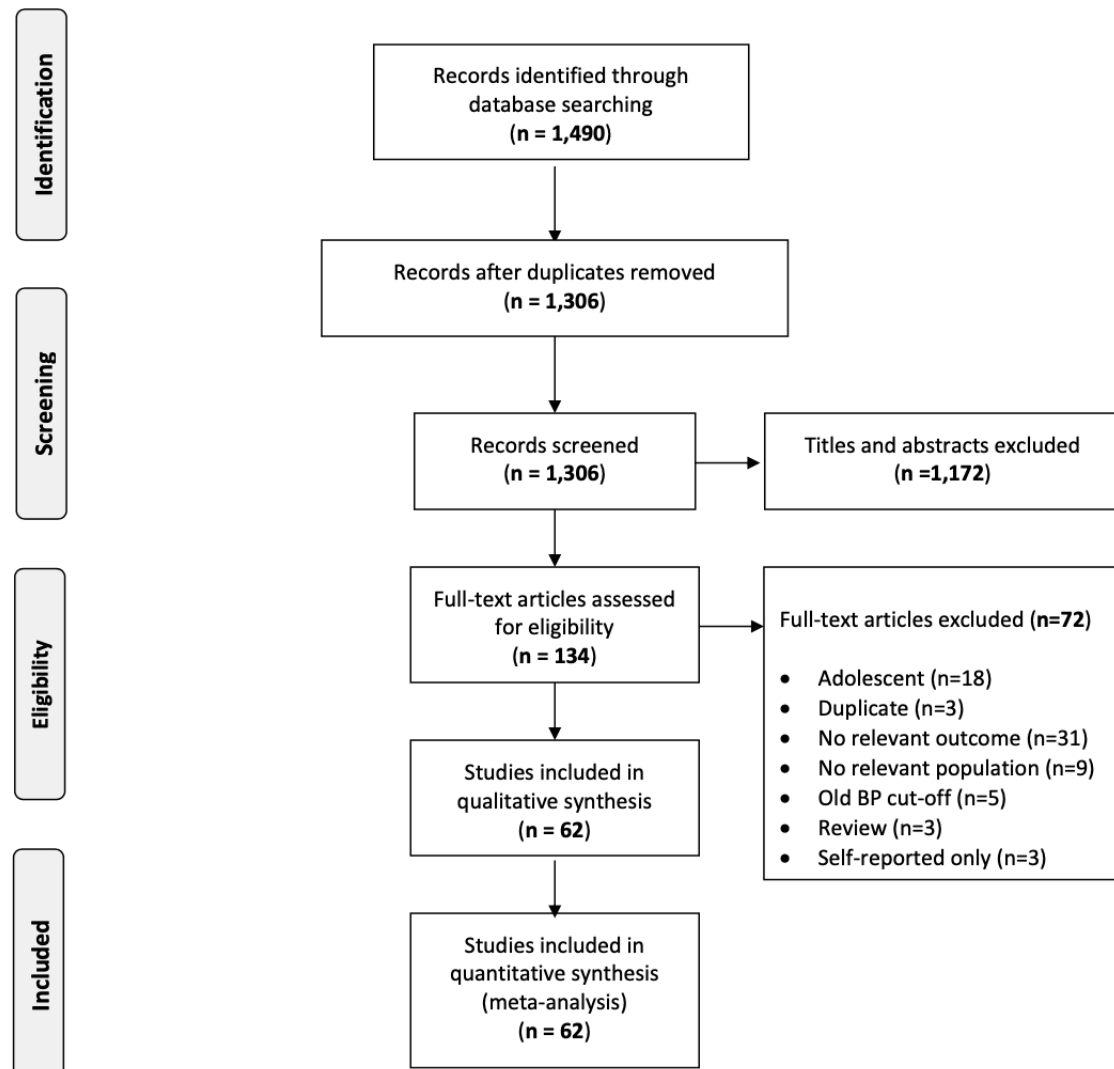 Identification
Records identified through
database searching
(n = 1,490)
Records after duplicates removed
(n = 1,306)
Screening
Records screened
(n = 1,306)
Titles and abstracts excluded
(n =1,172)
Eligibility
Full-text articles assessed
for eligibility
(n = 134)
Full-text articles excluded (n=72)
• Adolescent (n=18)
• Duplicate (n=3)
• No relevant outcome (n=31)
• No relevant population (n=9)
• Old BP cut-off (n=5)
• Review (n=3)
• Self-reported only (n=3)
Studies included in
qualitative synthesis
(n = 62)
Included
Studies included in
quantitative synthesis
(meta-analysis)
(n = 62)